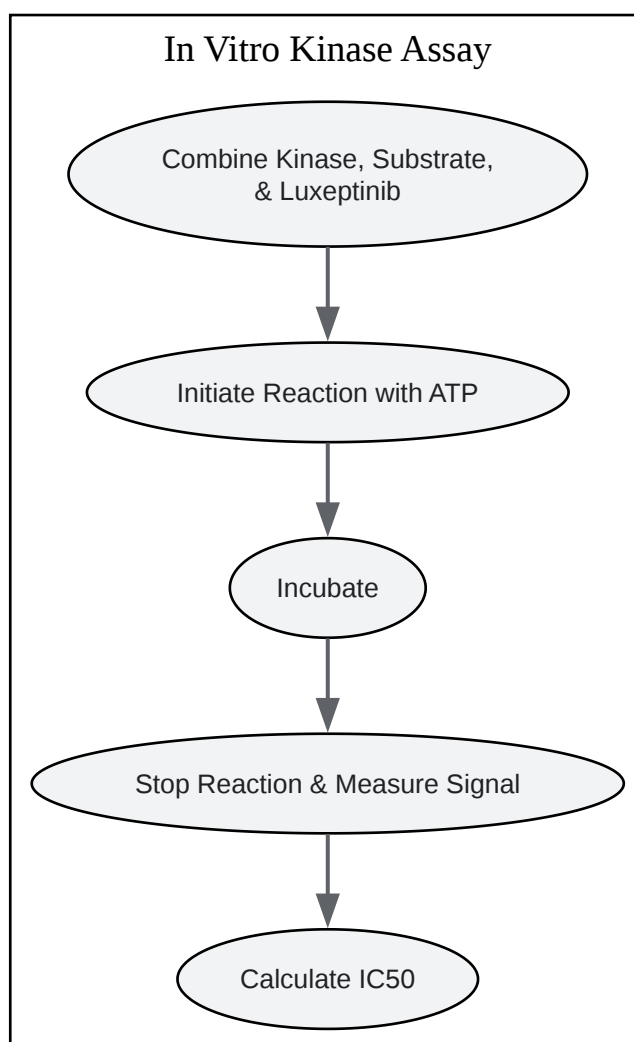 In Vitro Kinase Assay
Combine Kinase, Substrate,
& Luxeptinib
Initiate Reaction with ATP
Incubate
Stop Reaction & Measure Signal
Calculate IC50